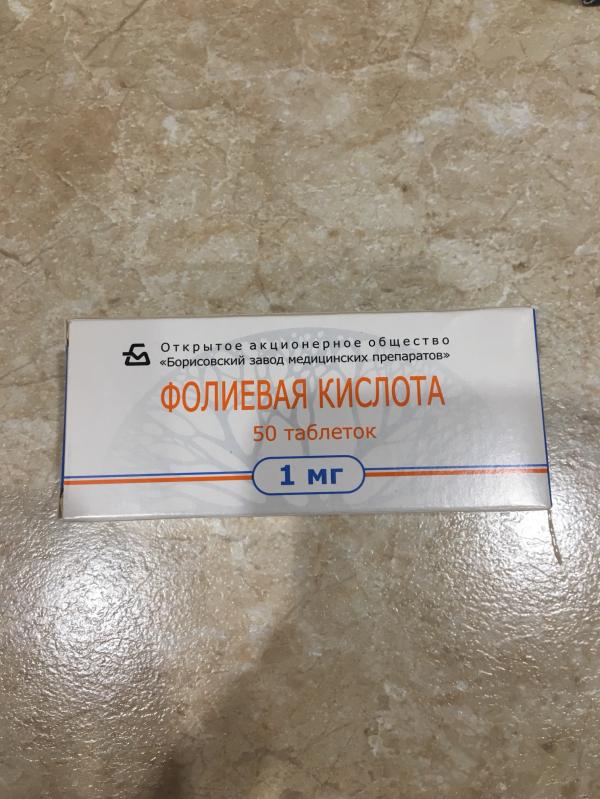 Открытое акционерное общество
«Борисовский завод медицинских препаратов»
ФОЛИЕВАЯ КИСЛОТА
50 таблеток
1 мг